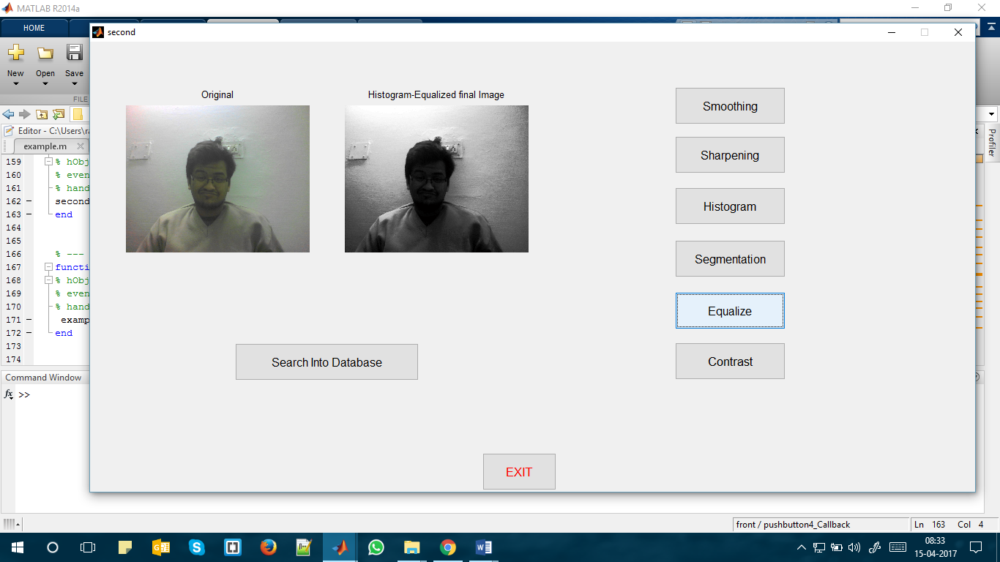 MATLAB R2014a
HOME
second
New
Open
Save
FILE
Original
Histogram-Equalized final Image
Smoothing
Sharpening
Histogram
Segmentation
Equalize
Contrast
Search Into Database
EXIT
Editor - C:\Users\ra
Profiler
example.m
159 % hObj
160 % even
161 % hand
162 – second
163 – end
164
165
166 % ---
167 functi
168 % hObj
169 % even
170 % hand
171 – examp
172 – end
173
174
Command Window
fx >>
front / pushbutton4_Callback
Ln 163 Col 4
08:33
15-04-2017